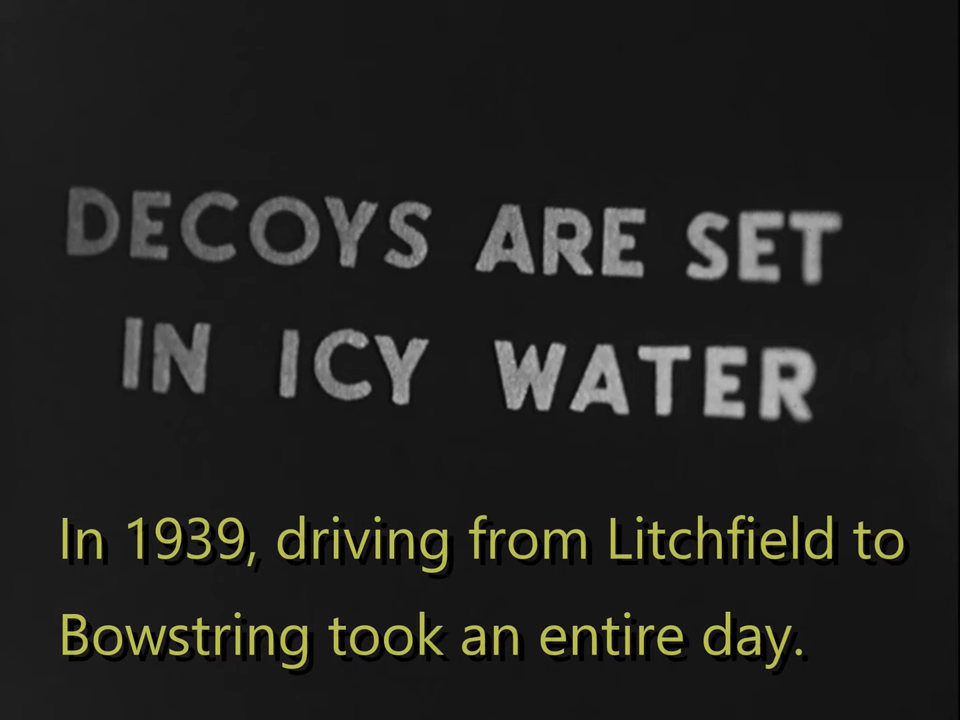 DECOYS ARE SET
IN ICY WATER
In 1939, driving from Litchfield to
Bowstring took an entire day.